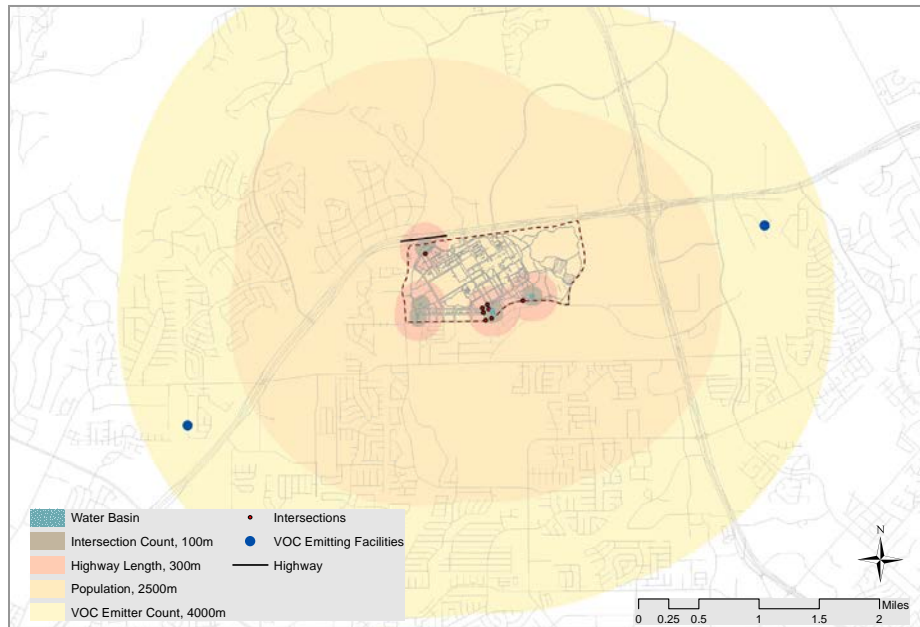 Water Basin
Intersection Count, 100m
Highway Length, 300m
Population, 2500m
VOC Emitter Count, 4000m
Intersections
VOC Emitting Facilities
Highway
N
Miles
0 0.25 0.5 1 1.5 2